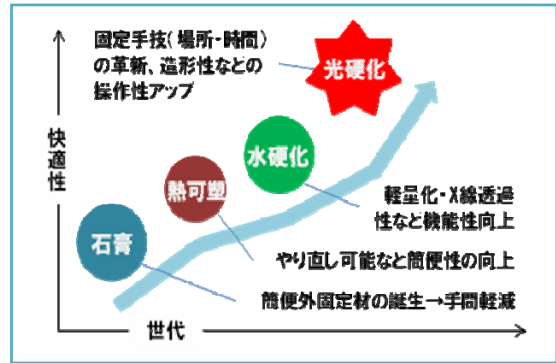 固定手技(場所・時間)
の革新、造形性などの
操作性アップ
光硬化
快適性
水硬化
熱可塑
軽量化・X線透過
性など機能性向上
石膏
やり直し可能など簡便性の向上
簡便外固定材の誕生→手間軽減
世代